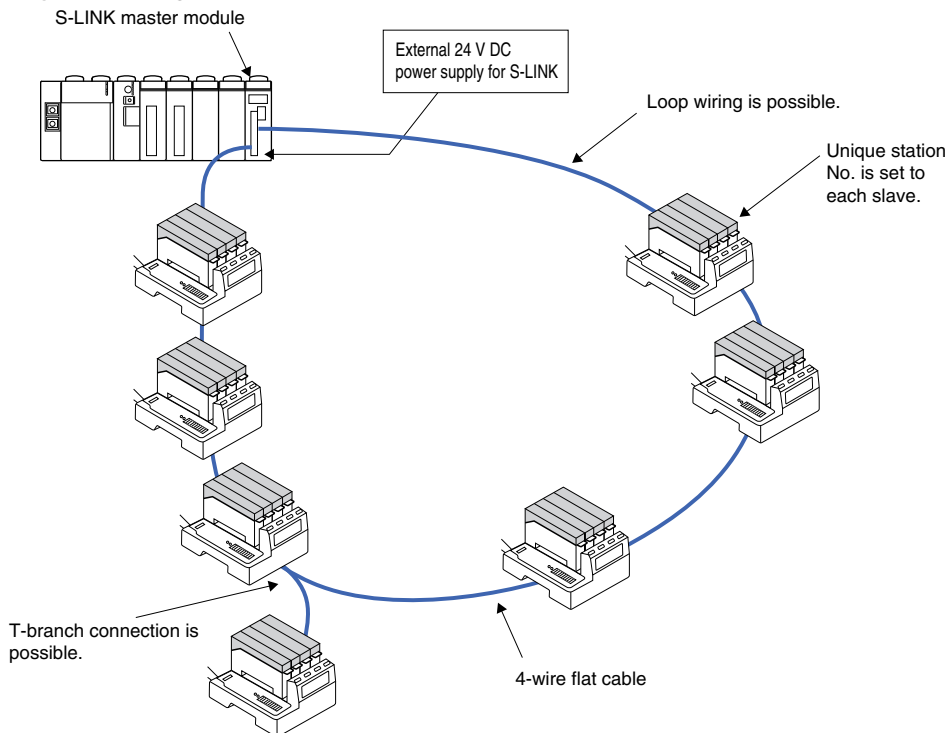 S-LINK master module
External 24 V DC
power supply for S-LINK
Loop wiring is possible.
Unique station
No. is set to
each slave.
T-branch connection is
possible.
4-wire flat cable